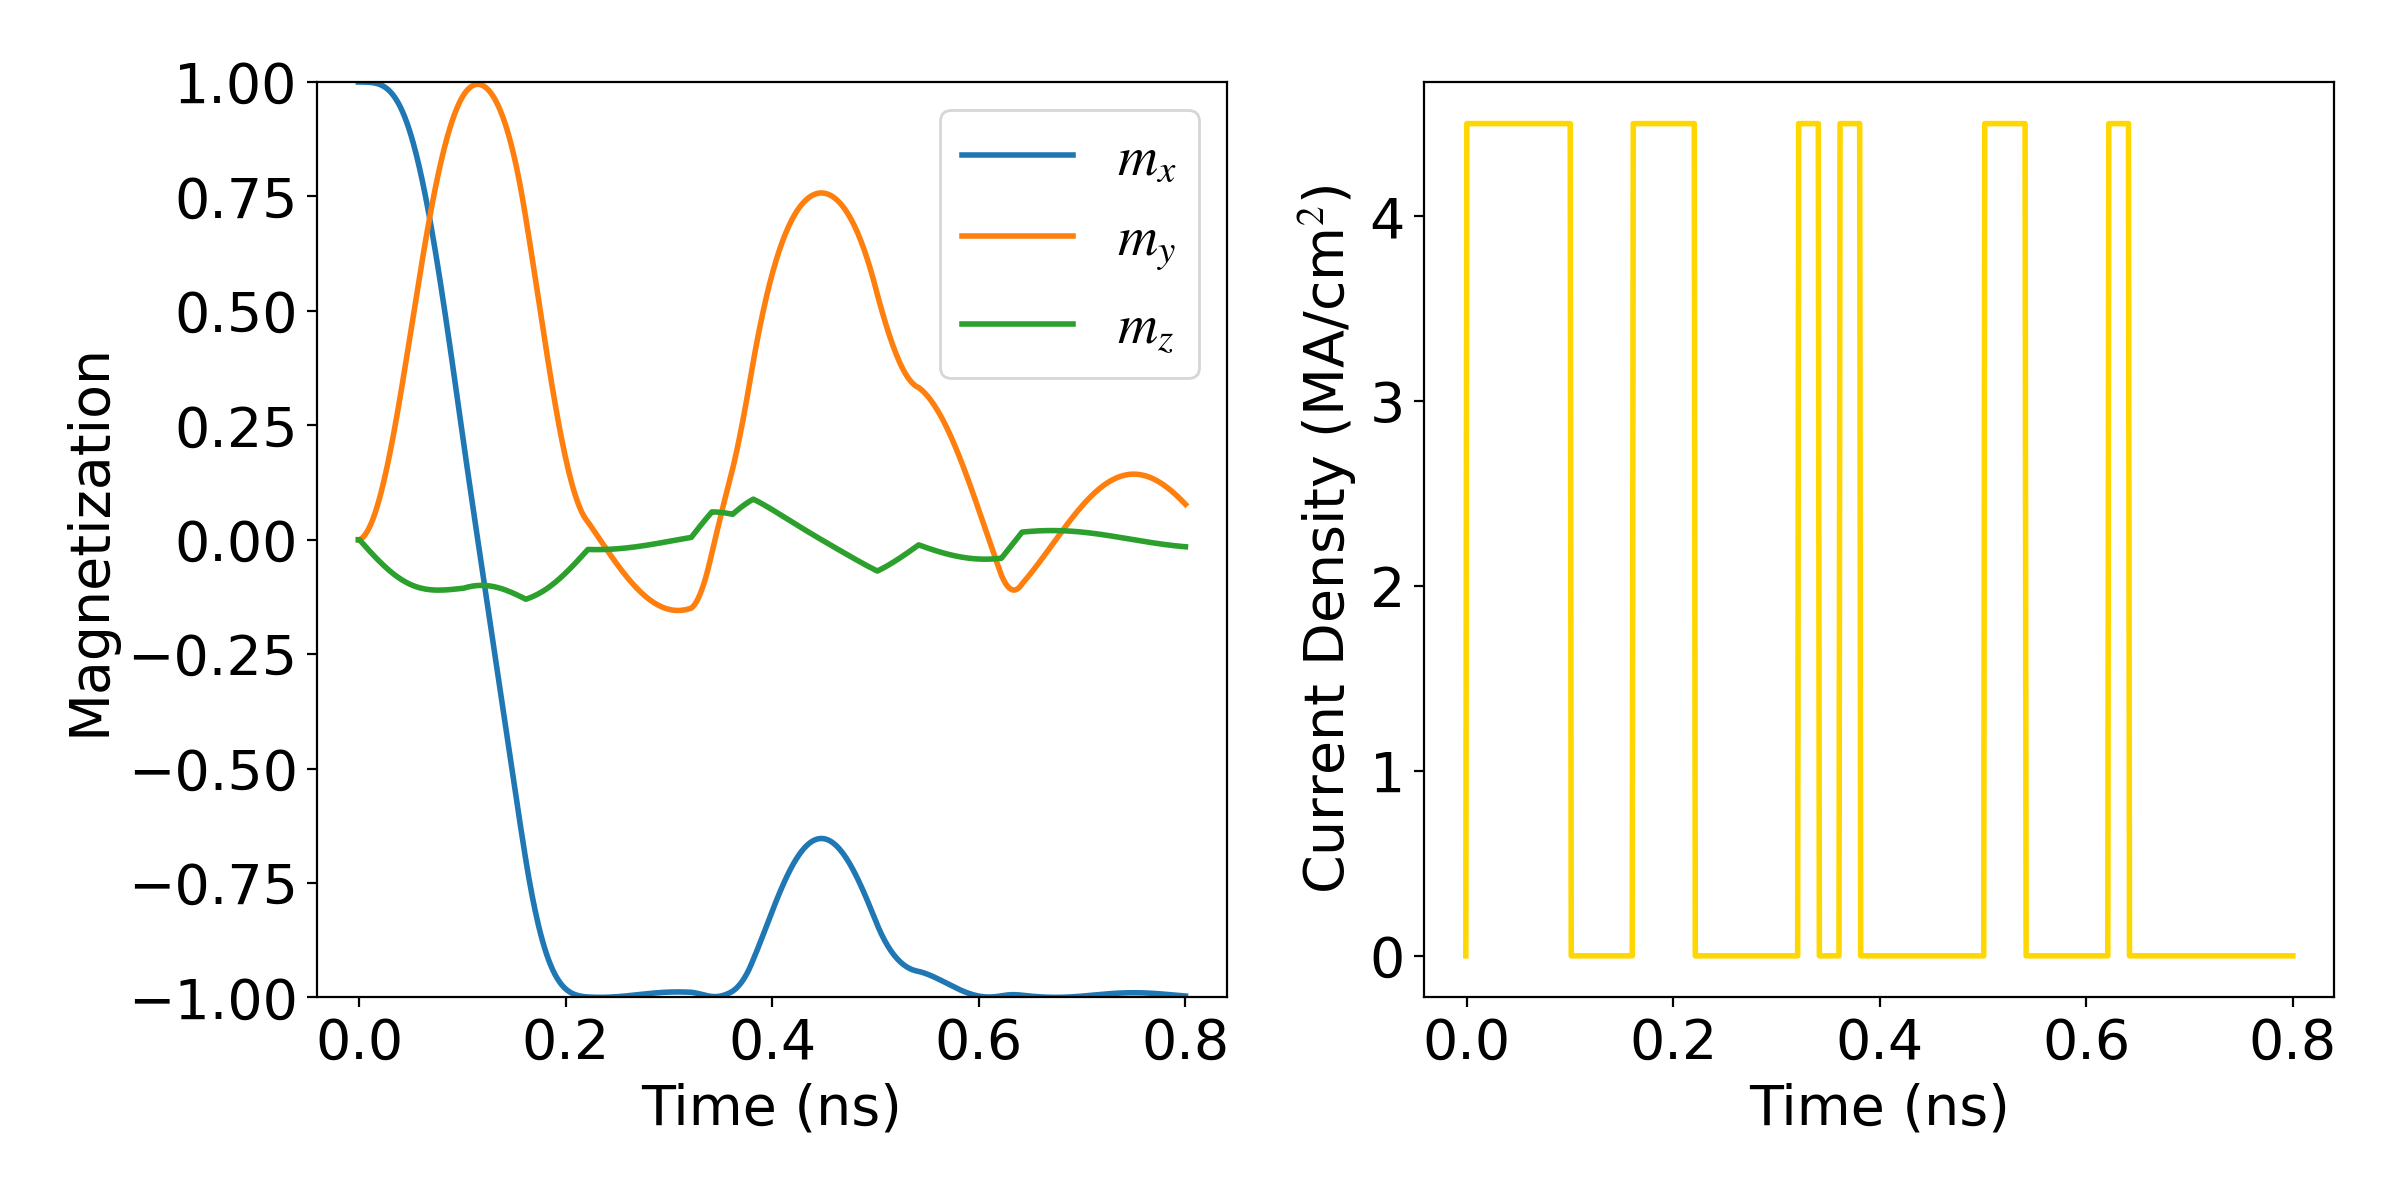 Magnetization
1.00
0.75
0.50
0.25
0.00
−0.25
−0.50
−0.75
−1.00
0.0 0.2 0.4 0.6 0.8
Time (ns)
m_x
m_y
m_z
Current Density (MA/cm²)
4
3
2
1
0
0.0 0.2 0.4 0.6 0.8
Time (ns)